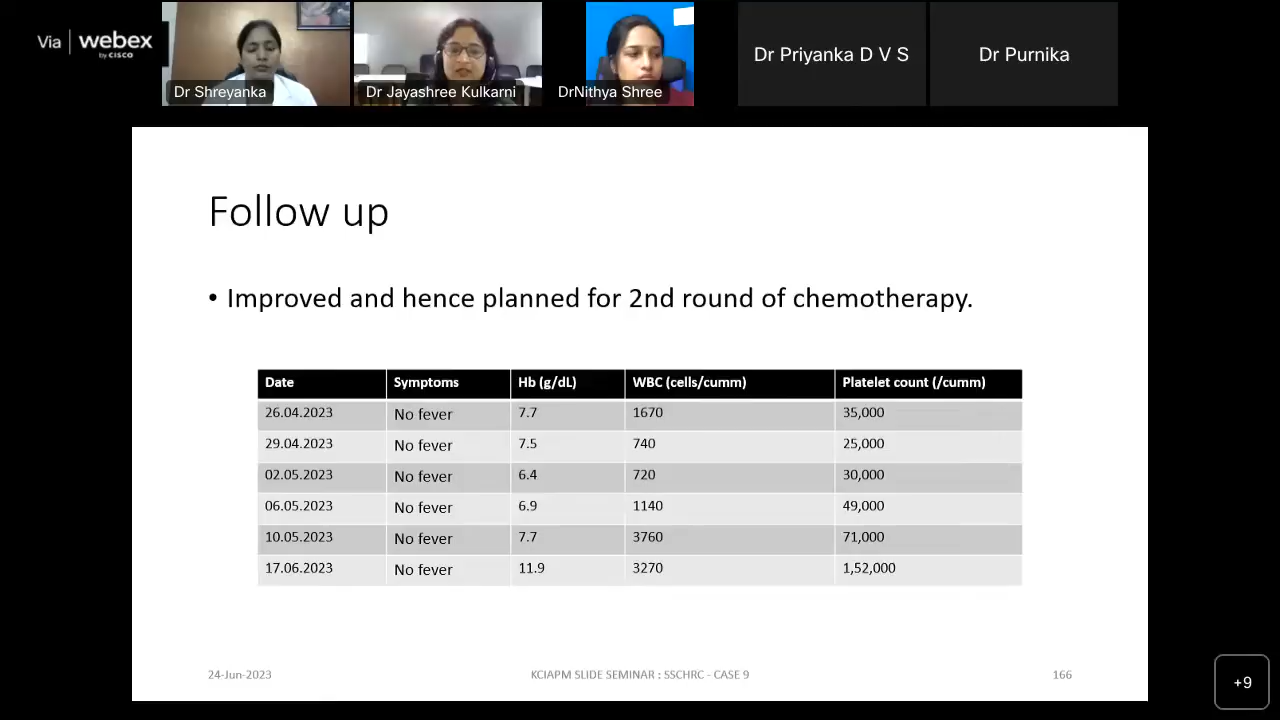 Via webex
by CISCO
Dr Shreyanka
Dr Jayashree Kulkarni
DrNithya Shree
Dr Priyanka D V S
Dr Purnika
Follow up
• Improved and hence planned for 2nd round of chemotherapy.
Date Symptoms Hb (g/dL) WBC (cells/cumm) Platelet count (/cumm)
26.04.2023 No fever 7.7 1670 35,000
29.04.2023 No fever 7.5 740 25,000
02.05.2023 No fever 6.4 720 30,000
06.05.2023 No fever 6.9 1140 49,000
10.05.2023 No fever 7.7 3760 71,000
17.06.2023 No fever 11.9 3270 1,52,000
24-Jun-2023 KCIAPM SLIDE SEMINAR : SSCHRC - CASE 9 166
+9